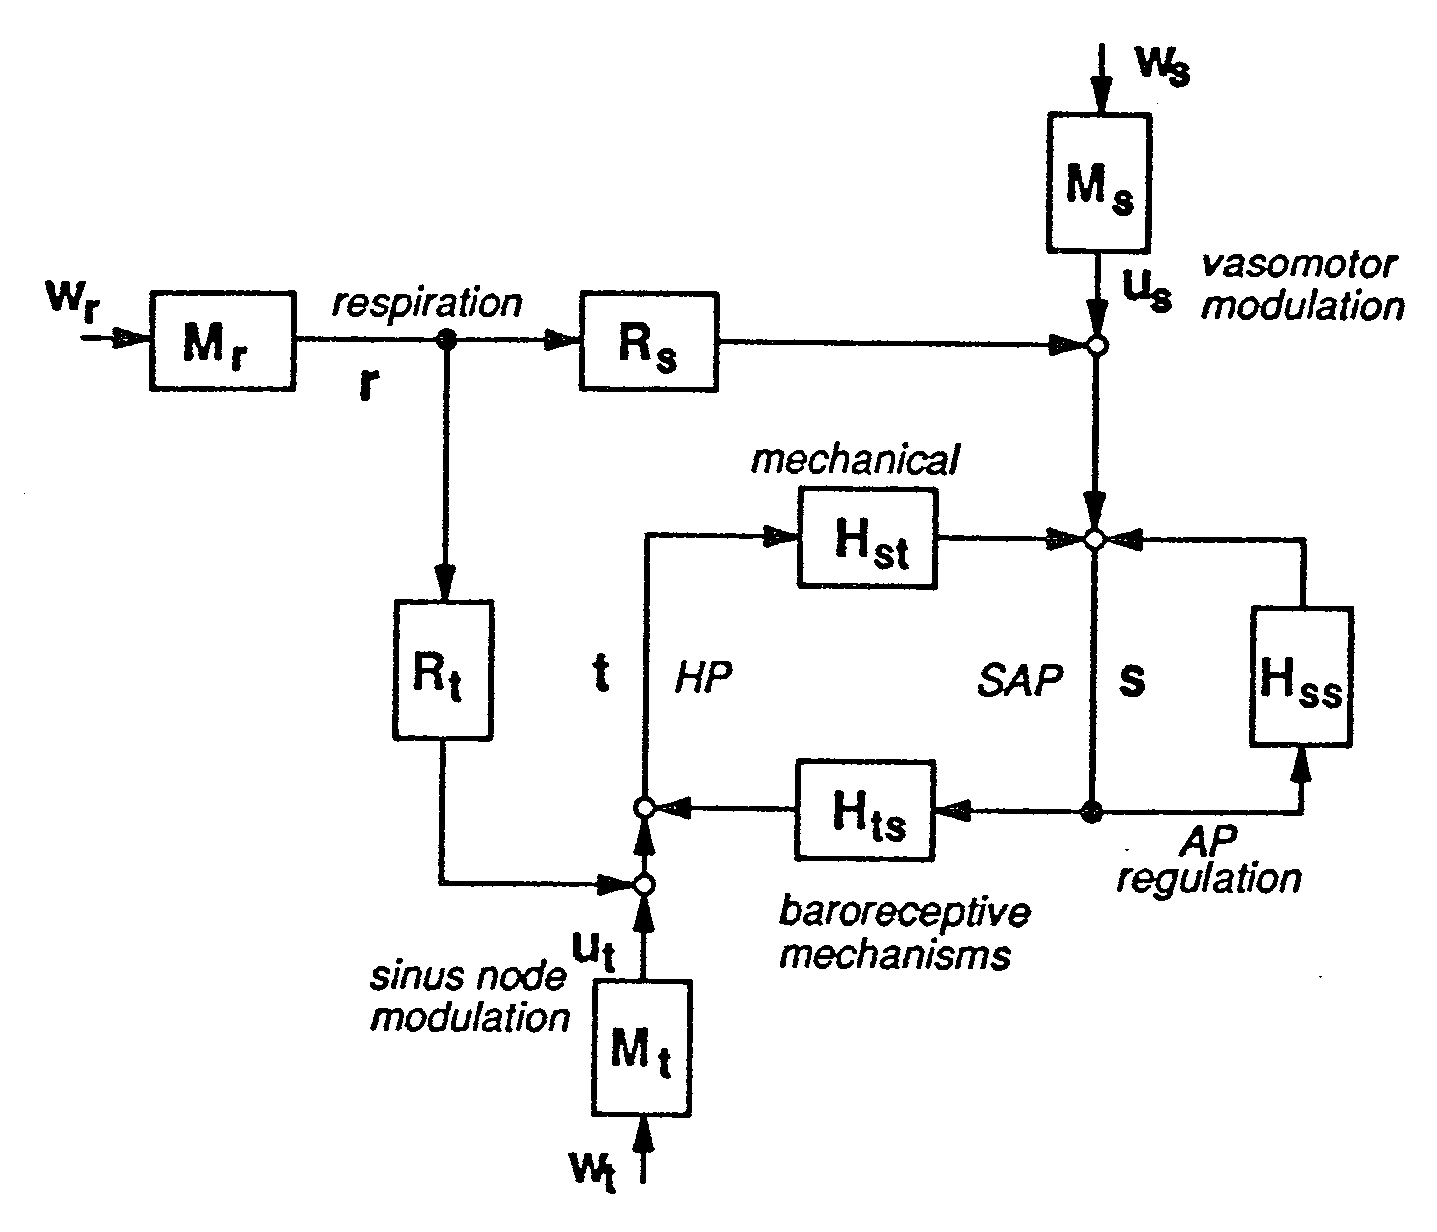 ws
Ms
us
vasomotor
modulation
wr
Mr
respiration
r
Rs
mechanical
Hst
Rt
t
HP
SAP
s
Hss
Hts
AP
regulation
baroreceptive
mechanisms
ut
sinus node
modulation
Mt
wt